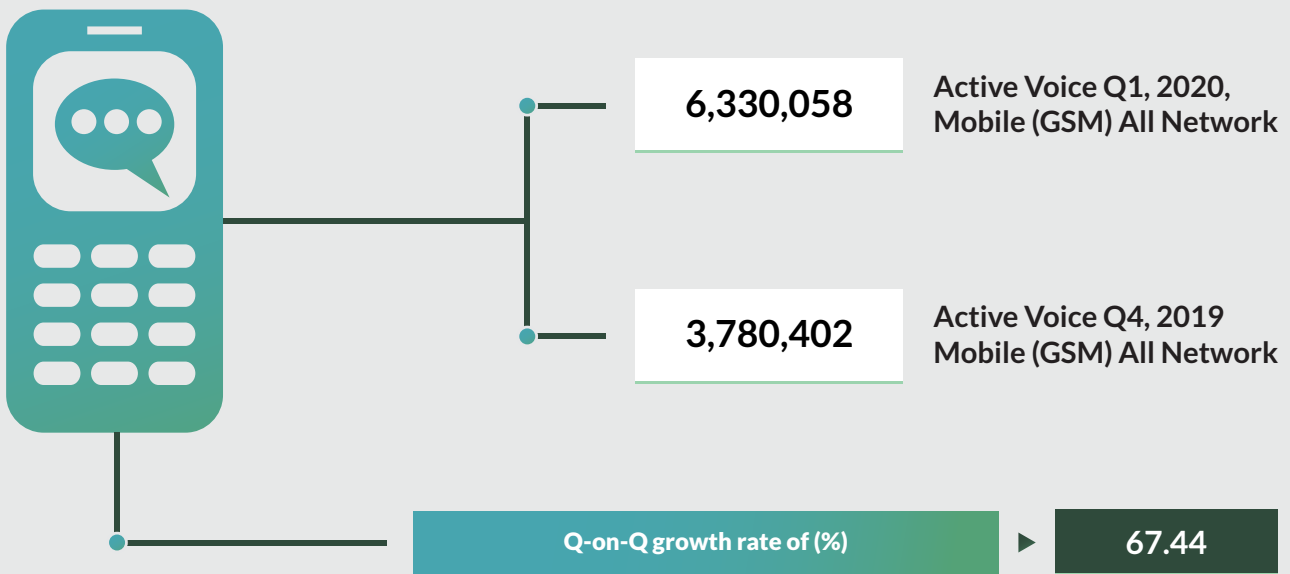 6,330,058
Active Voice Q1, 2020,
Mobile (GSM) All Network
3,780,402
Active Voice Q4, 2019
Mobile (GSM) All Network
Q-on-Q growth rate of (%)
67.44